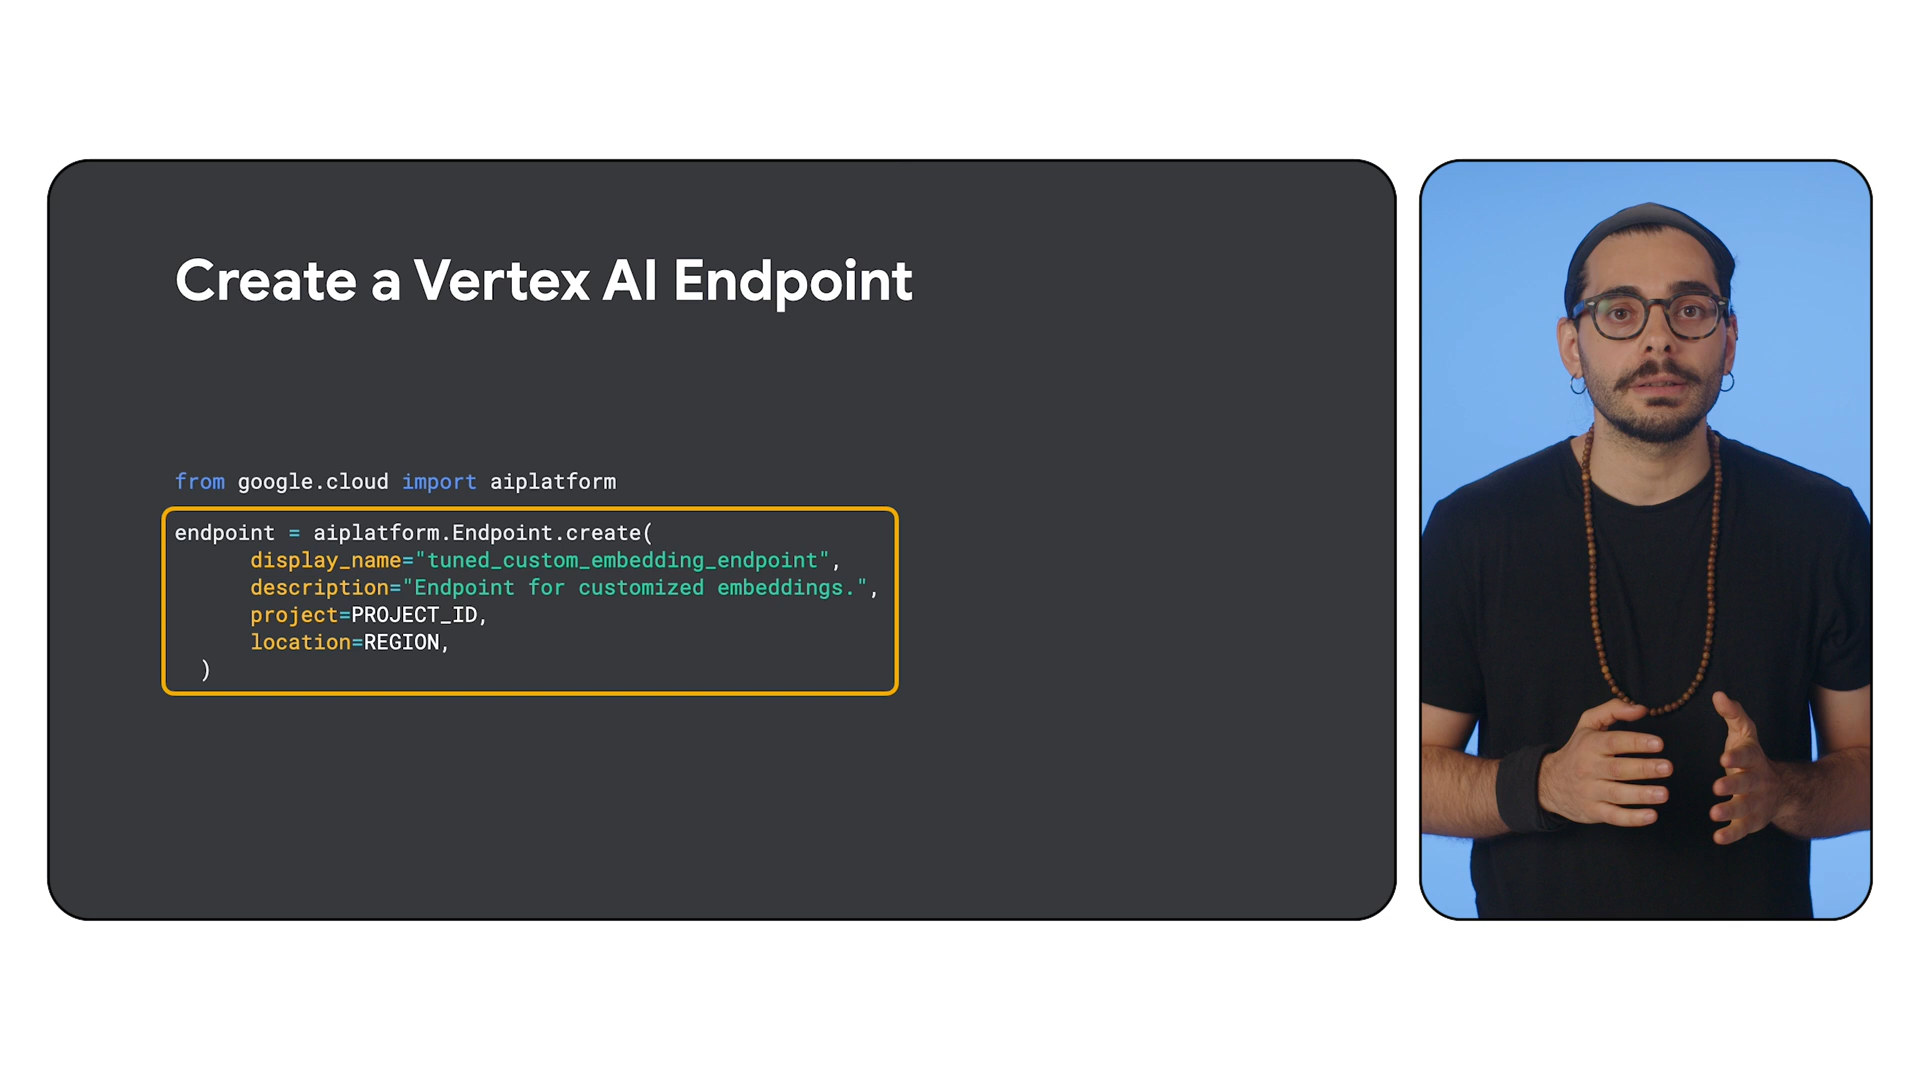 Create a Vertex AI Endpoint
from google.cloud import aiplatform
endpoint = aiplatform.Endpoint.create(
display_name="tuned_custom_embedding_endpoint",
description="Endpoint for customized embeddings.",
project=PROJECT_ID,
location=REGION,
)